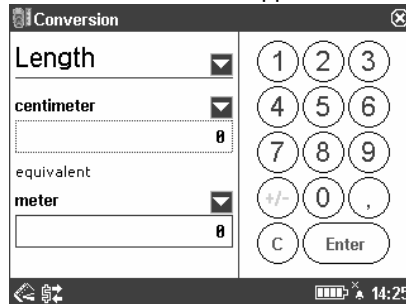 Conversion
Length
centimeter
0
equivalent
meter
0
1 2 3
4 5 6
7 8 9
+/- 0 ,
C Enter
14:25